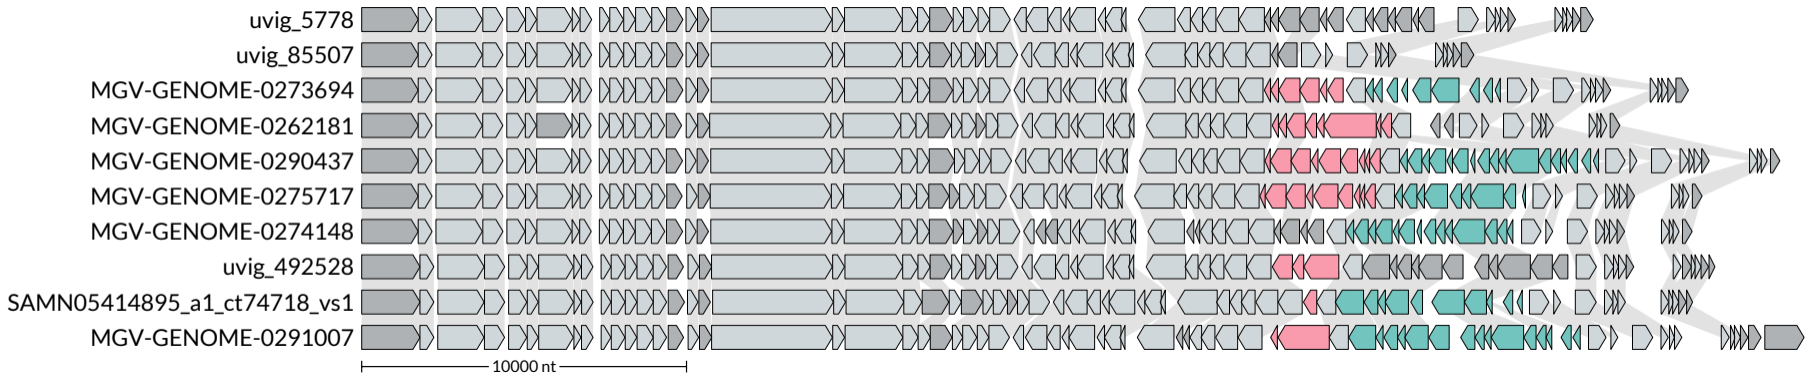 uvig_5778
uvig_85507
MGV-GENOME-0273694
MGV-GENOME-0262181
MGV-GENOME-0290437
MGV-GENOME-0275717
MGV-GENOME-0274148
uvig_492528
SAMN05414895_a1_ct74718_vs1
MGV-GENOME-0291007
10000 nt